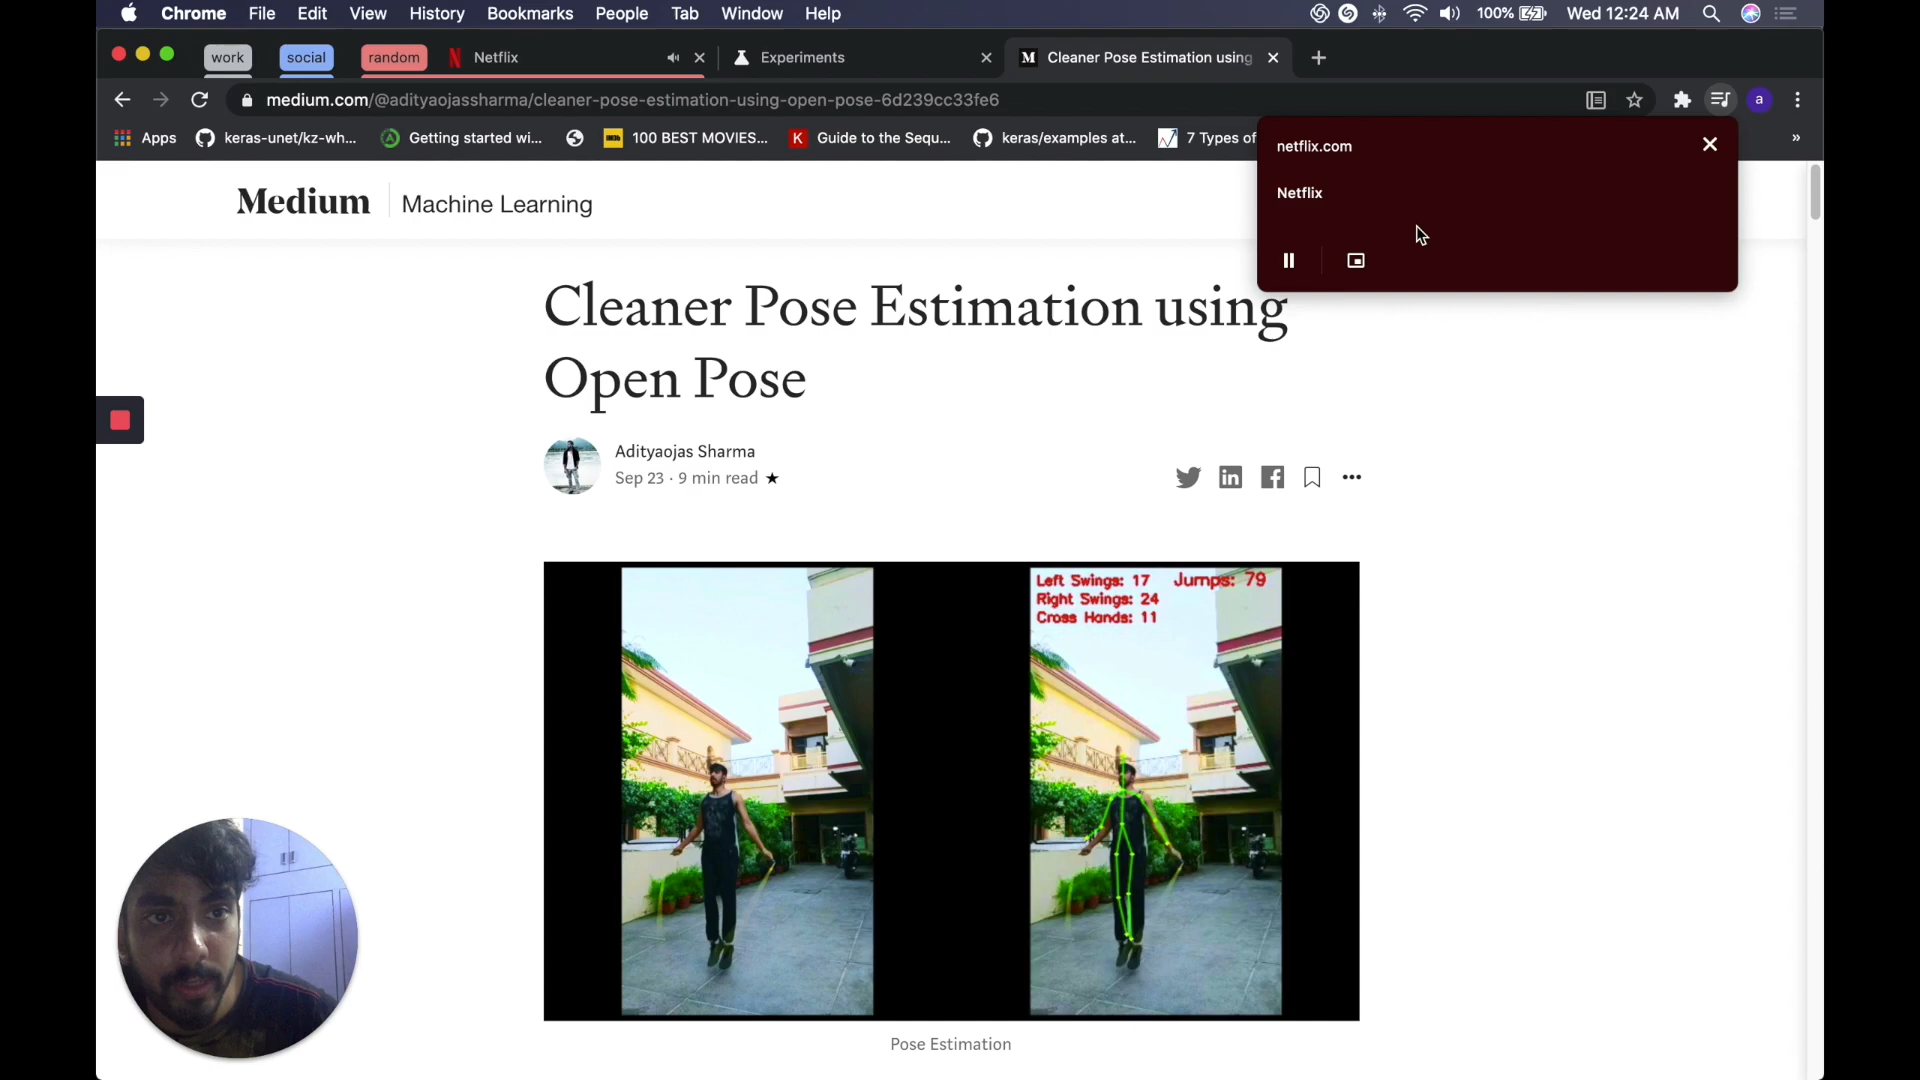 Chrome File Edit View History Bookmarks People Tab Window Help 100% Wed 12:24 AM
work social random Netflix Experiments Cleaner Pose Estimation using
medium.com/@adityaojassharma/cleaner-pose-estimation-using-open-pose-6d239cc33fe6 a
Apps keras-unet/kz-wh... Getting started wi... 100 BEST MOVIES... Guide to the Sequ... keras/examples at... 7 Types of »
netflix.com
Netflix
Medium Machine Learning
Cleaner Pose Estimation using
Open Pose
Adityaojas Sharma
Sep 23 · 9 min read ★
Left Swings: 17 Jumps: 79
Right Swings: 24
Cross Hands: 11
Pose Estimation